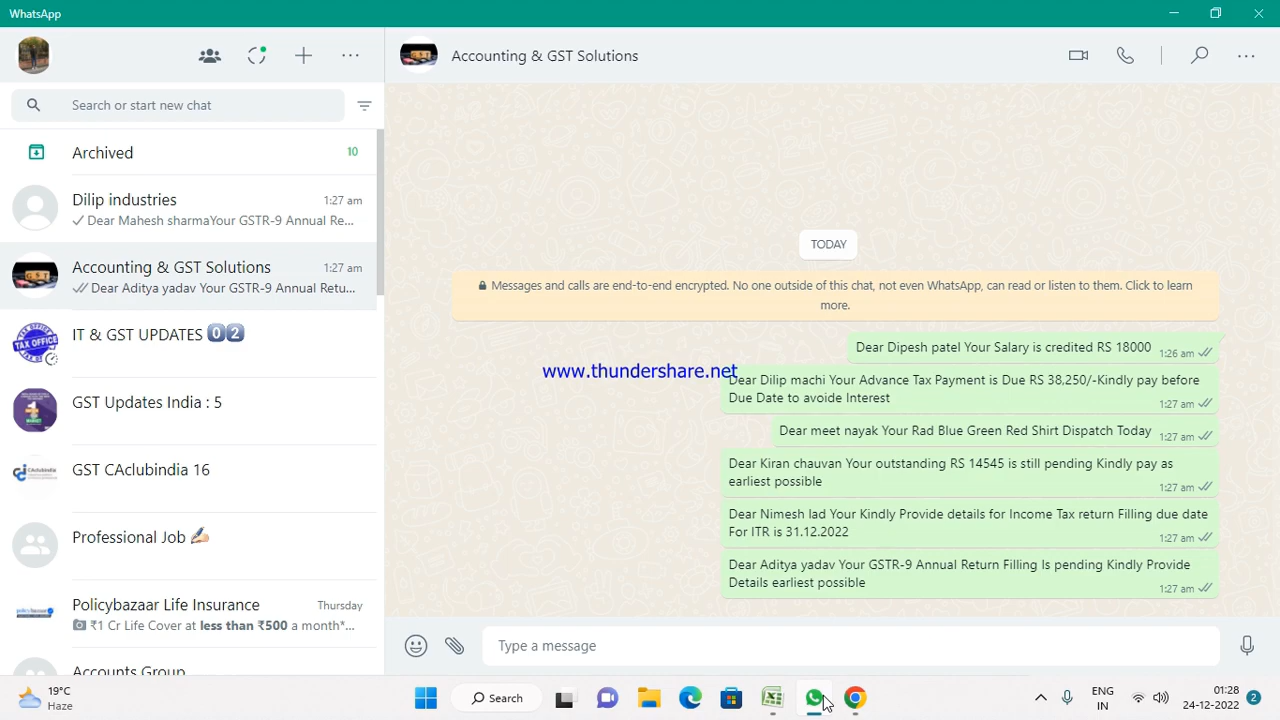 WhatsApp
Search or start new chat
Archived 10
Dilip industries 1:27 am
Dear Mahesh sharmaYour GSTR-9 Annual Re...
Accounting & GST Solutions 1:27 am
Dear Aditya yadav Your GSTR-9 Annual Retu...
IT & GST UPDATES 0 2
TAX OFFICE
GST Updates India : 5
GST CAclubindia 16
Professional Job
Policybazaar Life Insurance Thursday
₹1 Cr Life Cover at less than ₹500 a month*...
Accounts Group
Accounting & GST Solutions
TODAY
Messages and calls are end-to-end encrypted. No one outside of this chat, not even WhatsApp, can read or listen to them. Click to learn
more.
Dear Dipesh patel Your Salary is credited RS 18000 1:26 am
www.thundershare.net
Dear Dilip machi Your Advance Tax Payment is Due RS 38,250/-Kindly pay before
Due Date to avoide Interest 1:27 am
Dear meet nayak Your Rad Blue Green Red Shirt Dispatch Today 1:27 am
Dear Kiran chauvan Your outstanding RS 14545 is still pending Kindly pay as
earliest possible 1:27 am
Dear Nimesh lad Your Kindly Provide details for Income Tax return Filling due date
For ITR is 31.12.2022 1:27 am
Dear Aditya yadav Your GSTR-9 Annual Return Filling Is pending Kindly Provide
Details earliest possible 1:27 am
Type a message
19°C
Haze
Search
2
ENG
IN
01:28
24-12-2022